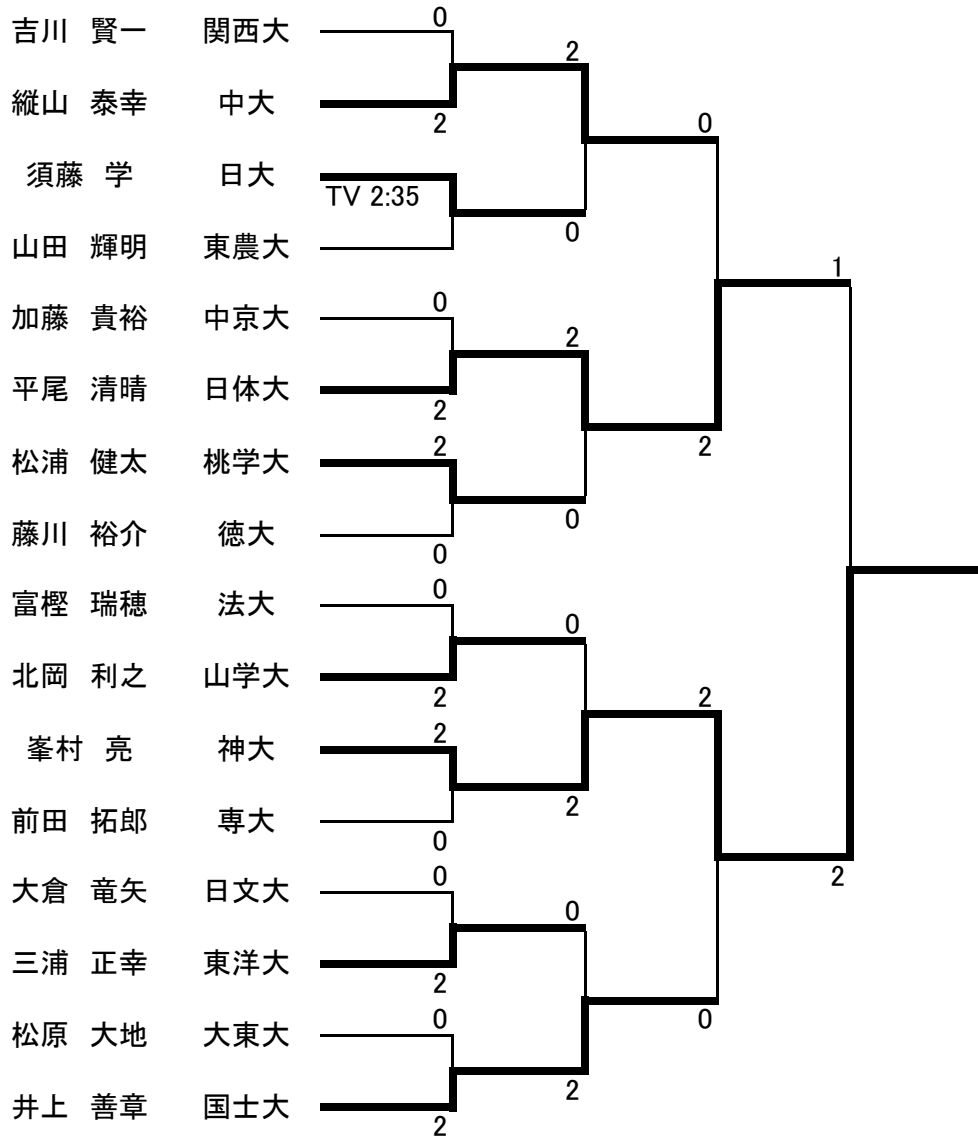 吉川 賢一 関西大 0
2
縦山 泰幸 中大 2
0
須藤 学 日大
TV 2:35
0
山田 輝明 東農大
1
加藤 貴裕 中京大 0
2
平尾 清晴 日体大 2
松浦 健太 桃学大 2
2
0
藤川 裕介 徳大 0
富樫 瑞穂 法大 0
0
北岡 利之 山学大 2
2
峯村 亮 神大 2
2
前田 拓郎 専大 0
大倉 竜矢 日文大 0
2
0
三浦 正幸 東洋大 2
松原 大地 大東大 0
0
2
井上 善章 国士大 2